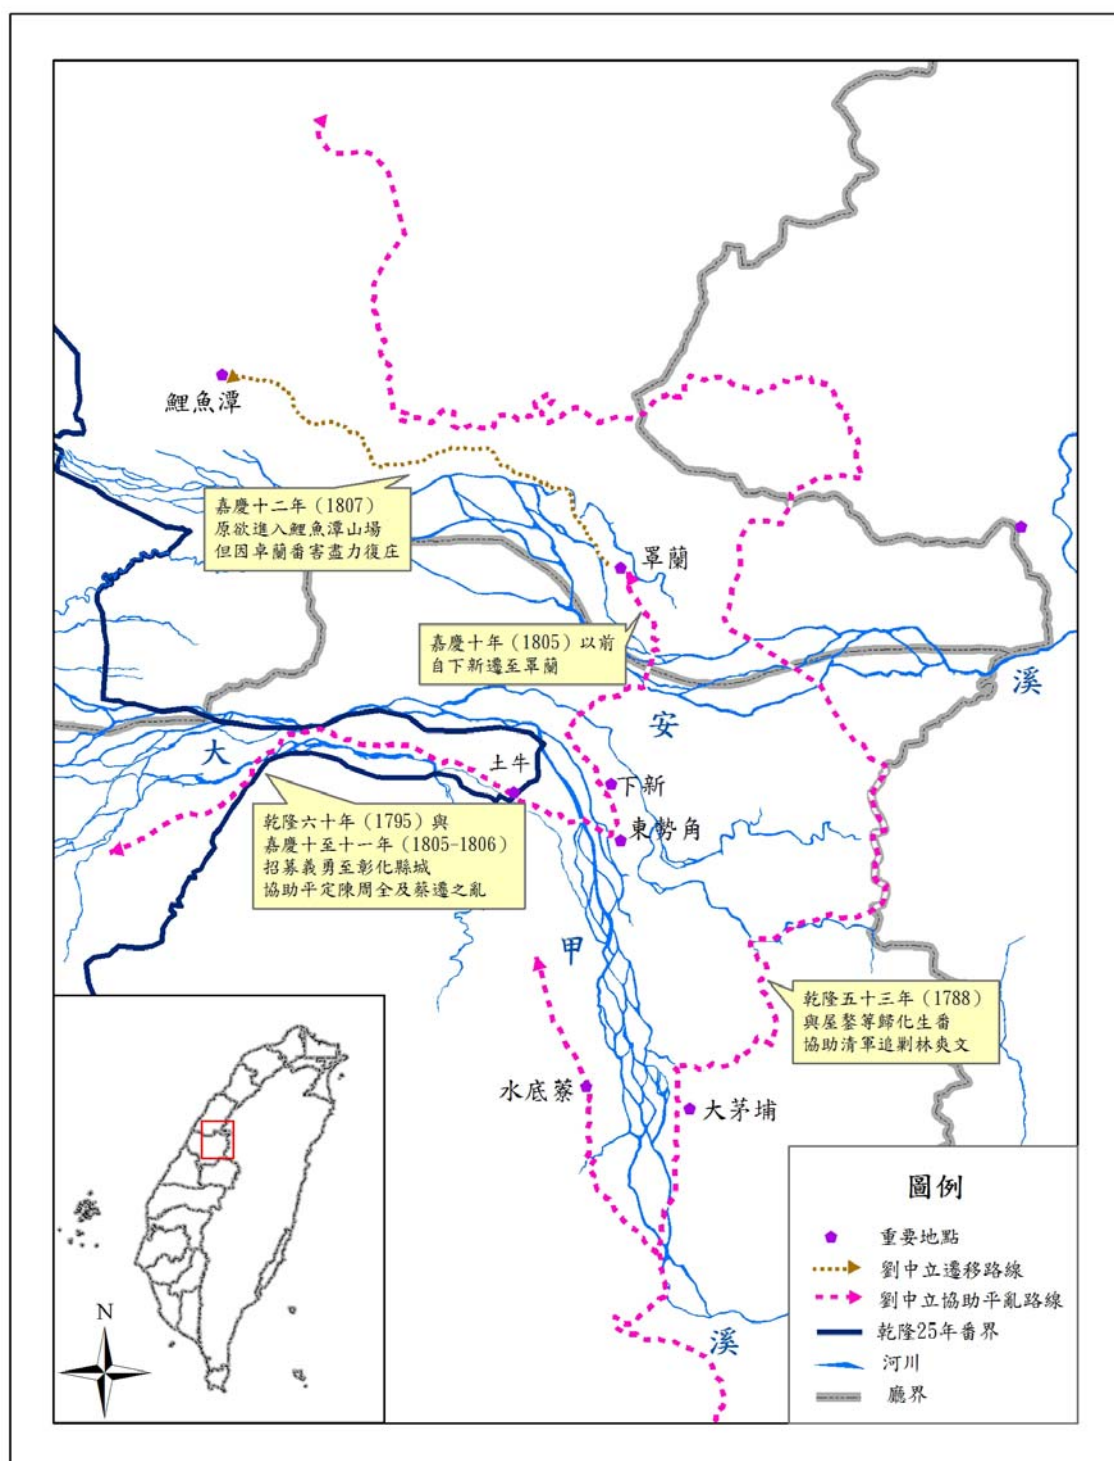 鯉魚潭
嘉慶十二年（1807）
原欲進入鯉魚潭山場
但因卓蘭番害盡力復庄
罩蘭
嘉慶十年（1805）以前
自下新遷至罩蘭
溪
安
大
土牛
下新
東勢角
乾隆六十年（1795）與
嘉慶十至十一年（1805-1806）
招募義勇至彰化縣城
協助平定陳周全及蔡遷之亂
甲
乾隆五十三年（1788）
與屋鏊等歸化生番
協助清軍追剿林爽文
水底藔
大茅埔
溪
N
圖例
重要地點
劉中立遷移路線
劉中立協助平亂路線
乾隆25年番界
河川
廳界